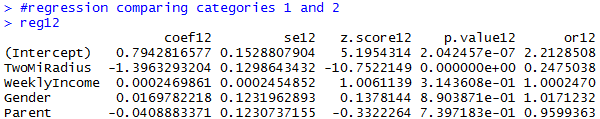 > #regression comparing categories 1 and 2
> reg12
coef12 se12 z.score12 p.value12 or12
(Intercept) 0.7942816577 0.1528807904 5.1954314 2.042457e-07 2.2128508
TwoMiRadius -1.3963293204 0.1298643432 -10.7522149 0.000000e+00 0.2475038
WeeklyIncome 0.0002469861 0.0002454852 1.0061139 3.143608e-01 1.0002470
Gender 0.0169782218 0.1231962893 0.1378144 8.903871e-01 1.0171232
Parent -0.0408883371 0.1230737155 -0.3322264 7.397183e-01 0.9599363